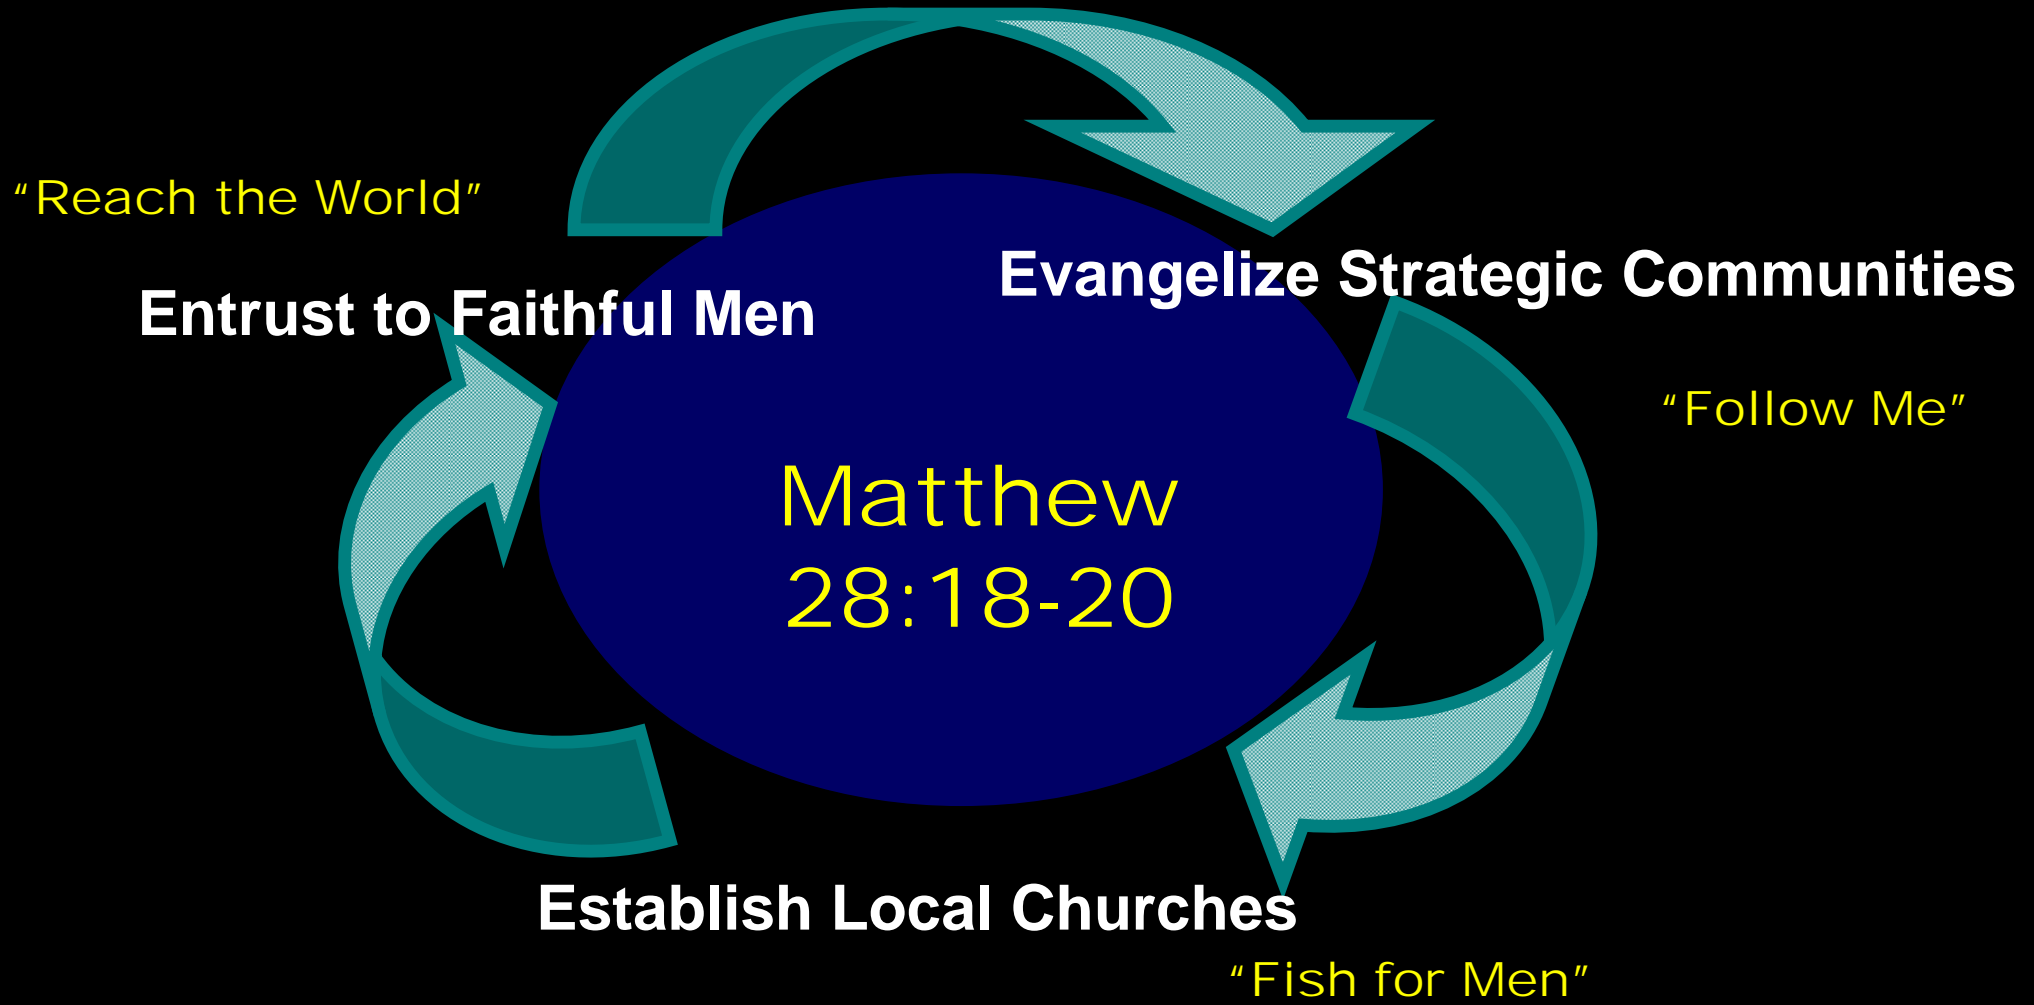 “Reach the World”
Evangelize Strategic Communities
Entrust to Faithful Men
“Follow Me”
Matthew
28:18-20
Establish Local Churches
“Fish for Men”